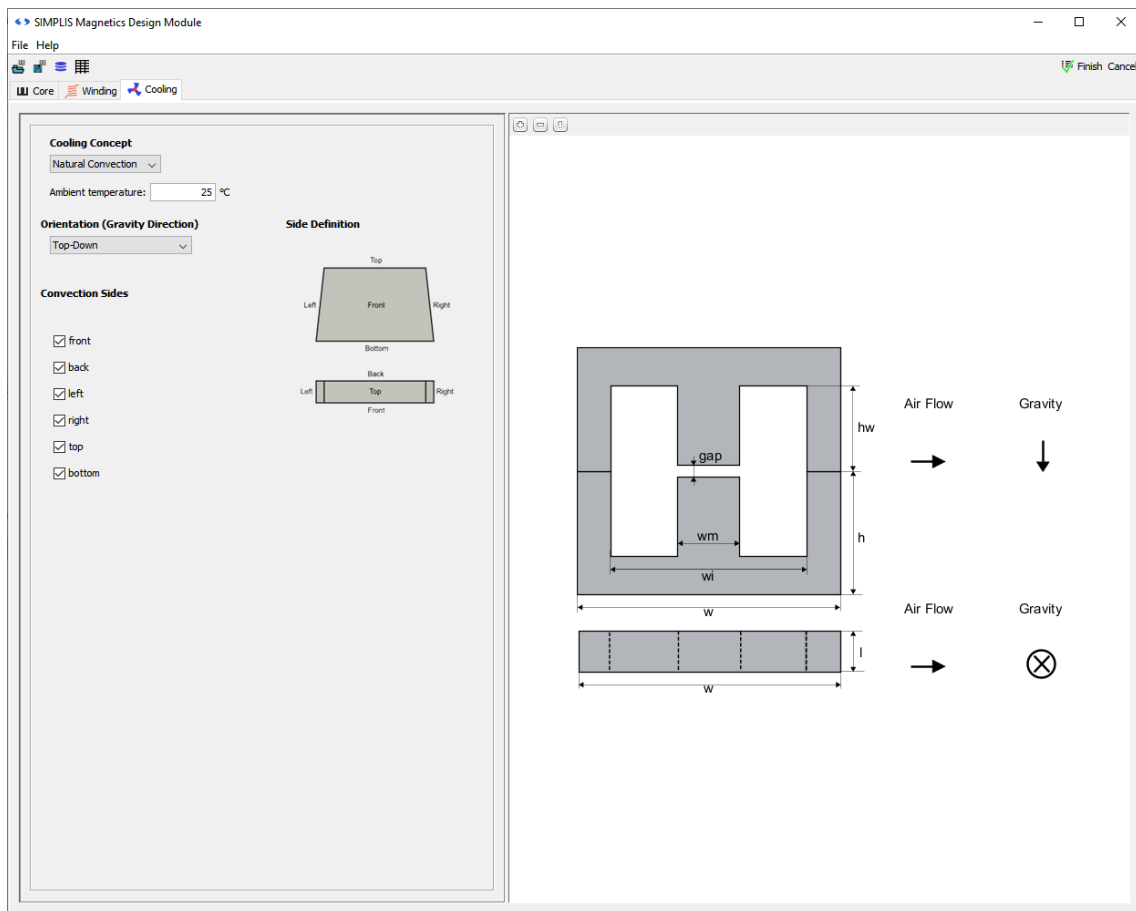 SIMPLIS Magnetics Design Module
File Help
Finish Cancel
Core Winding Cooling
Cooling Concept
Natural Convection
Ambient temperature: 25 ºC
Orientation (Gravity Direction)
Top-Down
Side Definition
Top
Left Front Right
Bottom
Back
Left Top Right
Front
Convection Sides
front
back
left
right
top
bottom
Air Flow Gravity
hw
gap
h
wm
wi
w
Air Flow Gravity
l
w